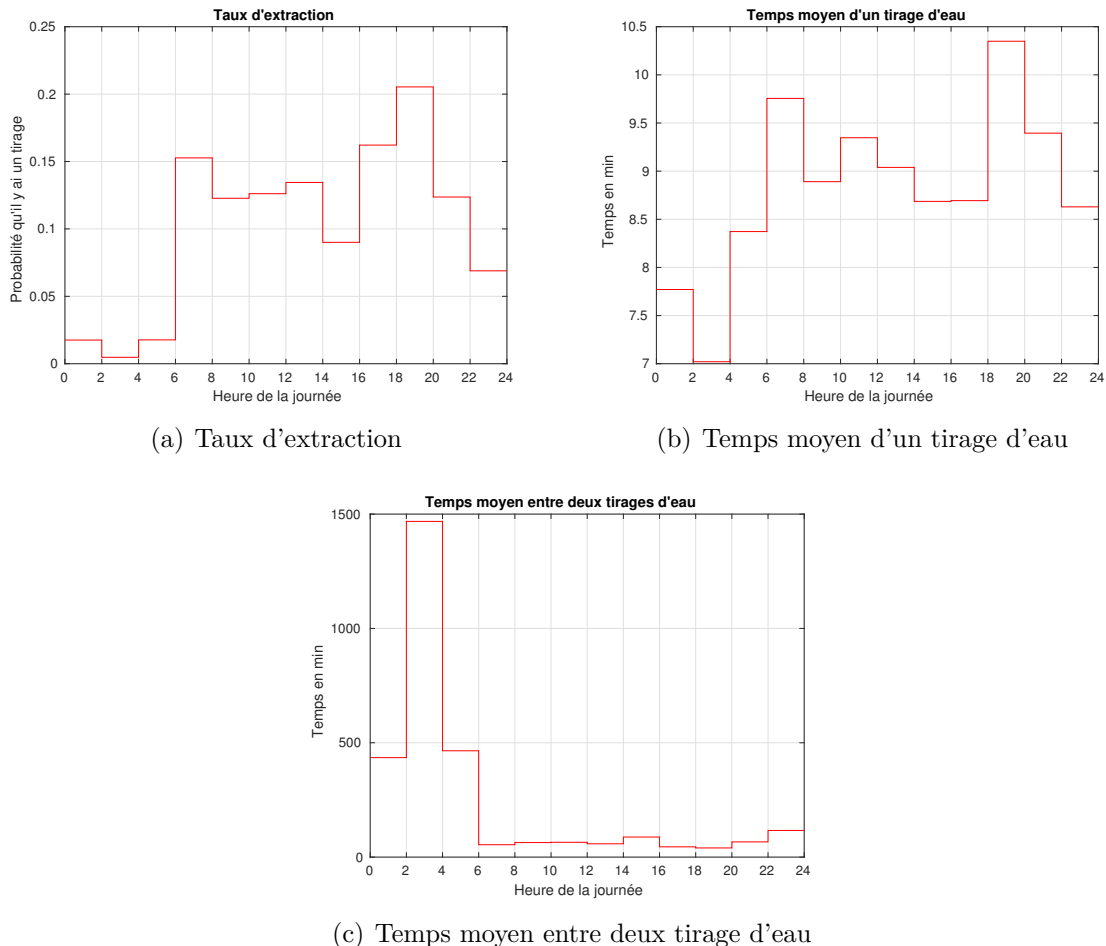 Taux d'extraction
0.25
0.2
0.15
0.1
0.05
0
Probabilité qu'il y ai un tirage
0 2 4 6 8 10 12 14 16 18 20 22 24
Heure de la journée
(a) Taux d'extraction
Temps moyen d'un tirage d'eau
10.5
10
9.5
9
8.5
8
7.5
7
Temps en min
0 2 4 6 8 10 12 14 16 18 20 22 24
Heure de la journée
(b) Temps moyen d'un tirage d'eau
Temps moyen entre deux tirages d'eau
1500
1000
500
0
Temps en min
0 2 4 6 8 10 12 14 16 18 20 22 24
Heure de la journée
(c) Temps moyen entre deux tirage d'eau